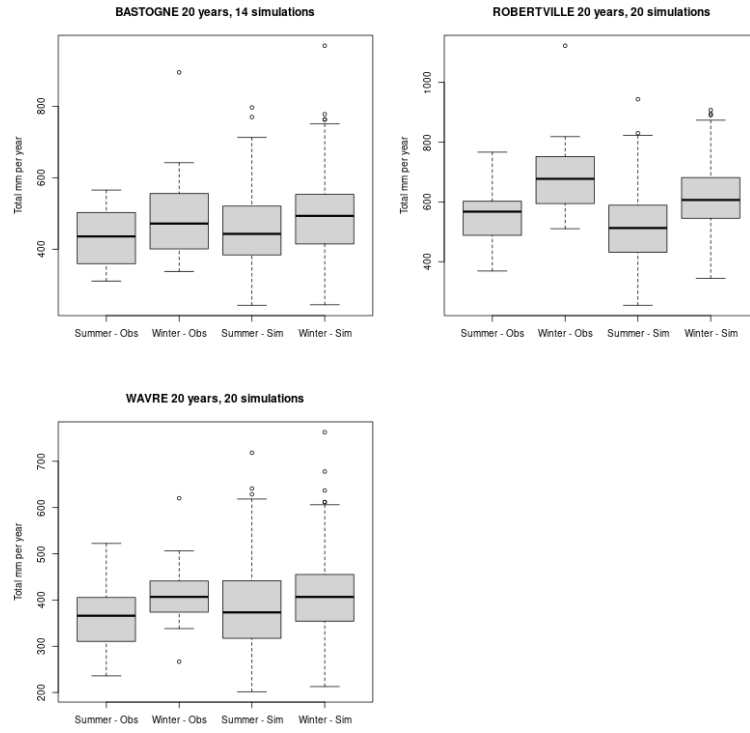 BASTOGNE 20 years, 14 simulations
Total mm per year
800
600
400
Summer - Obs Winter - Obs Summer - Sim Winter - Sim
ROBERTVILLE 20 years, 20 simulations
Total mm per year
1000
800
600
400
Summer - Obs Winter - Obs Summer - Sim Winter - Sim
WAVRE 20 years, 20 simulations
Total mm per year
700
600
500
400
300
200
Summer - Obs Winter - Obs Summer - Sim Winter - Sim